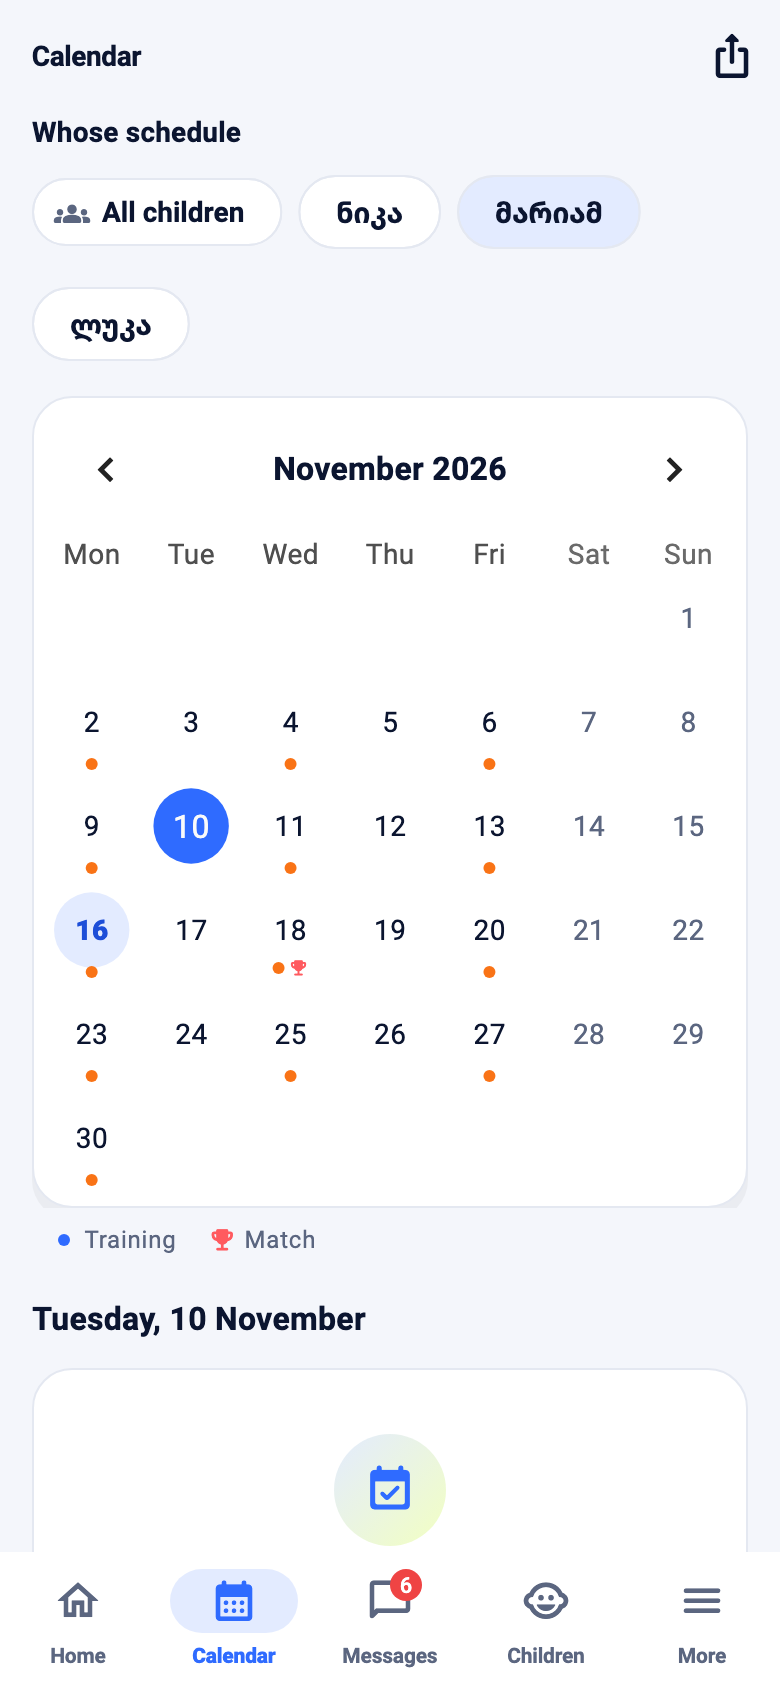 Calendar
Whose schedule
All children ნიკა მარიამ
ლუკა
November 2026
Mon Tue Wed Thu Fri Sat Sun
1
2 3 4 5 6 7 8
9 10 11 12 13 14 15
16 17 18 19 20 21 22
23 24 25 26 27 28 29
30
Training Match
Tuesday, 10 November
6
Home Calendar Messages Children More